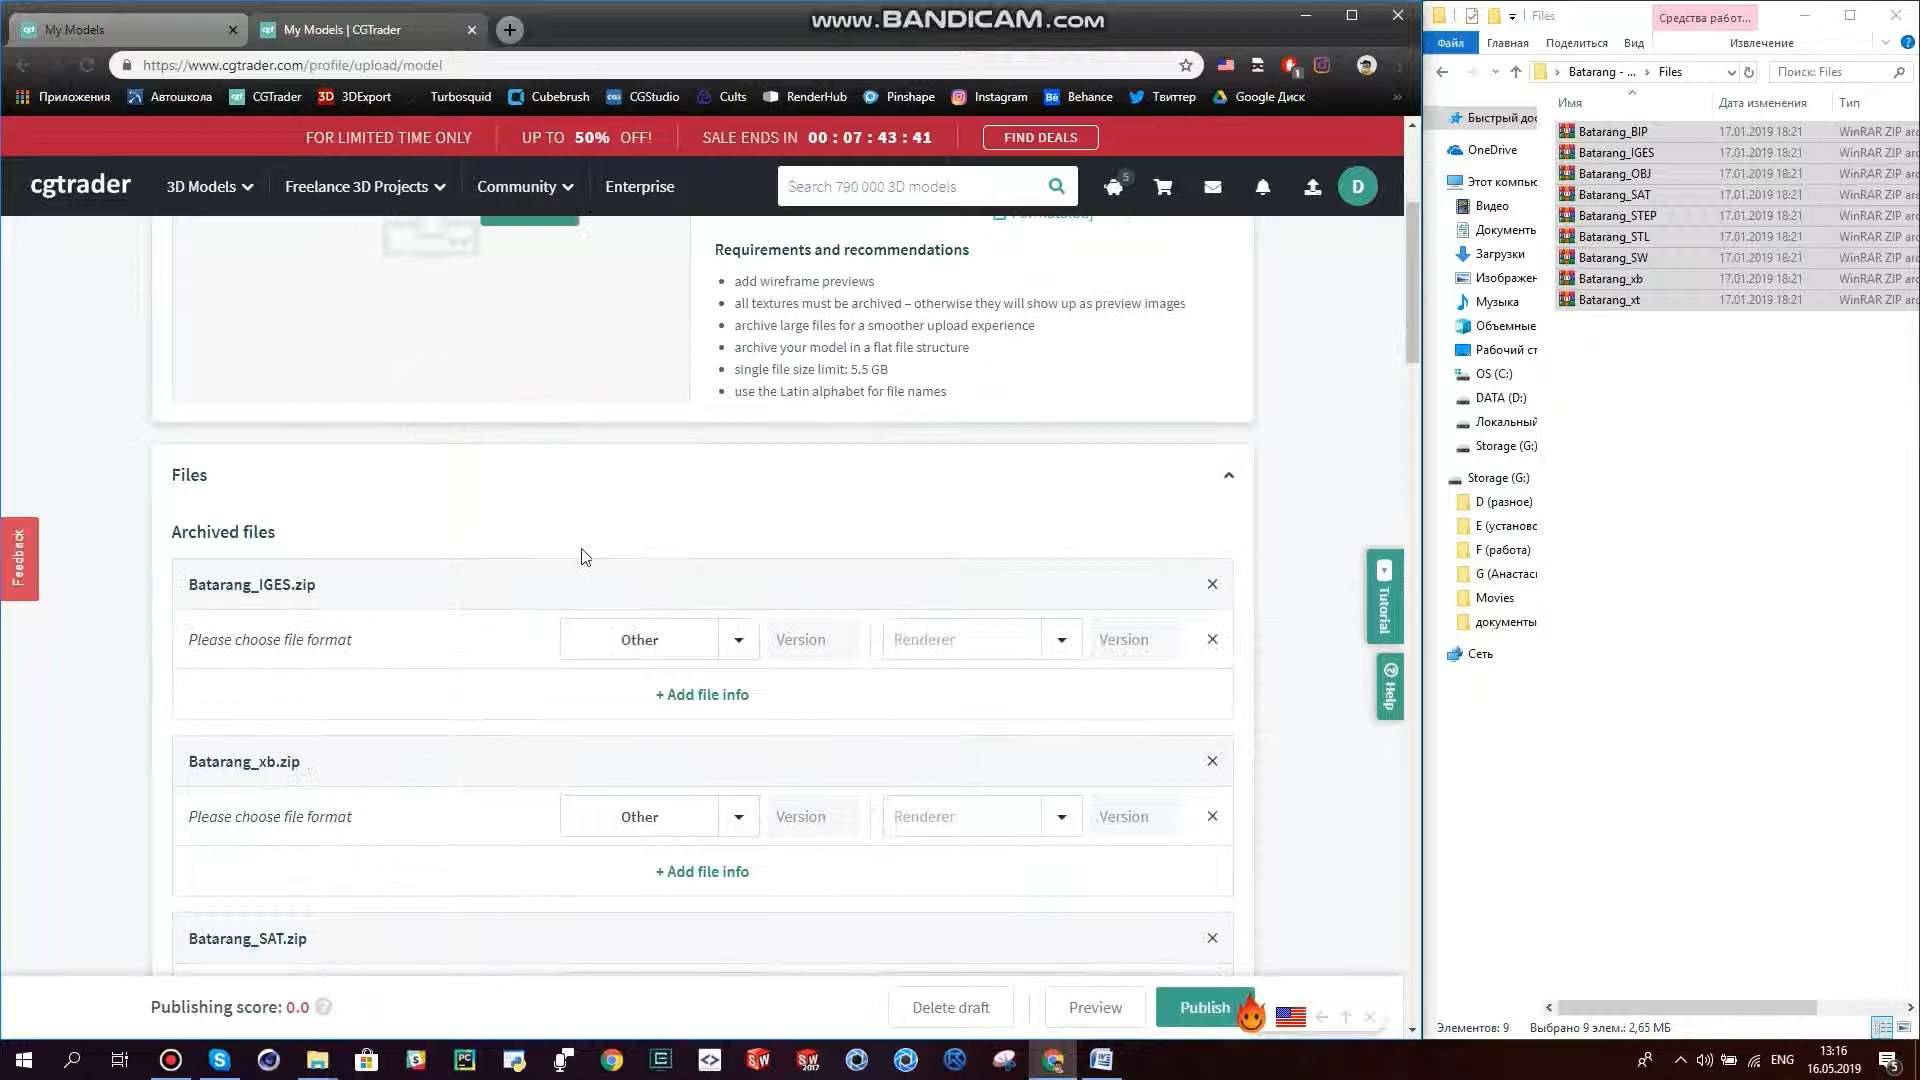 www.BANDICAM.com
My Models
My Models | CGTrader
https://www.cgtrader.com/profile/upload/model
Приложения
Автошкола
CGTrader
3DExport
Turbosquid
Cubebrush
CGStudio
Cults
RenderHub
Pinshape
Instagram
Behance
Твиттер
Google Диск
FOR LIMITED TIME ONLY
UP TO 50% OFF!
SALE ENDS IN 00 : 07 : 43 : 41
FIND DEALS
cgtrader
3D Models
Freelance 3D Projects
Community
Enterprise
Search 790 000 3D models
5
D
Requirements and recommendations
add wireframe previews
all textures must be archived – otherwise they will show up as preview images
archive large files for a smoother upload experience
archive your model in a flat file structure
single file size limit: 5.5 GB
use the Latin alphabet for file names
Files
Archived files
Batarang_IGES.zip
Please choose file format
Other
Version
Renderer
Version
+ Add file info
Batarang_xb.zip
Please choose file format
Other
Version
Renderer
Version
+ Add file info
Batarang_SAT.zip
Feedback
Tutorial
Help
Publishing score: 0.0
Delete draft
Preview
Publish
Files
Средства работ...
Файл
Главная
Поделиться
Вид
Извлечение
Batarang - ...
Files
Поиск: Files
Имя
Дата изменения
Тип
Быстрый дос
OneDrive
Этот компью
Видео
Документы
Загрузки
Изображен
Музыка
Объемные
Рабочий ст
OS (C:)
DATA (D:)
Локальный
Storage (G:)
Storage (G:)
D (разное)
E (установо
F (работа)
G (Анастас
Movies
документы
Сеть
Batarang_BIP 17.01.2019 18:21 WinRAR ZIP arc
Batarang_IGES 17.01.2019 18:21 WinRAR ZIP arc
Batarang_OBJ 17.01.2019 18:21 WinRAR ZIP arc
Batarang_SAT 17.01.2019 18:21 WinRAR ZIP arc
Batarang_STEP 17.01.2019 18:21 WinRAR ZIP arc
Batarang_STL 17.01.2019 18:21 WinRAR ZIP arc
Batarang_SW 17.01.2019 18:21 WinRAR ZIP arc
Batarang_xb 17.01.2019 18:21 WinRAR ZIP arc
Batarang_xt 17.01.2019 18:21 WinRAR ZIP arc
Элементов: 9
Выбрано 9 элем.: 2,65 МБ
ENG
13:16
16.05.2019
5